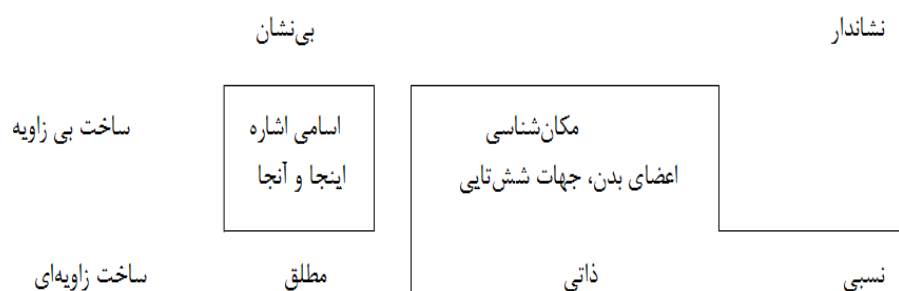 نشاندار
بی‌نشان
مکان‌شناسی
اعضای بدن، جهات شش‌تایی
اسامی اشاره
اینجا و آنجا
ساخت بی زاویه
نسبی
ذاتی
مطلق
ساخت زاویه‌ای